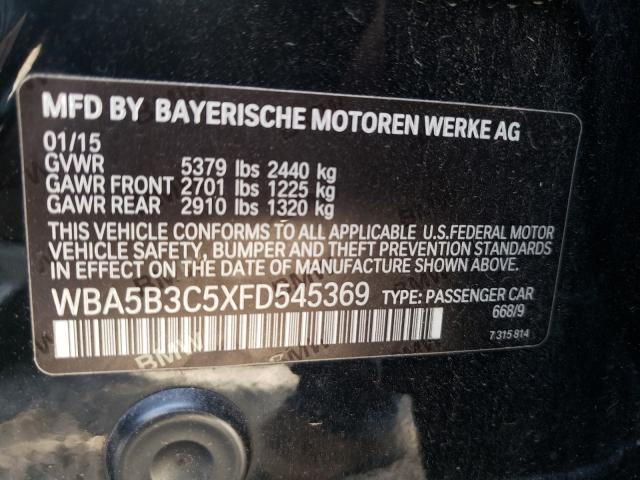 MFD BY BAYERISCHE MOTOREN WERKE AG
01/15
GVWR 5379 lbs 2440 kg
GAWR FRONT 2701 lbs 1225 kg
GAWR REAR 2910 lbs 1320 kg
THIS VEHICLE CONFORMS TO ALL APPLICABLE U.S.FEDERAL MOTOR
VEHICLE SAFETY, BUMPER AND THEFT PREVENTION STANDARDS
IN EFFECT ON THE DATE OF MANUFACTURE SHOWN ABOVE.
WBA5B3C5XFD545369 TYPE: PASSENGER CAR
668/9
7 315 814
BMW
BMW
BMW